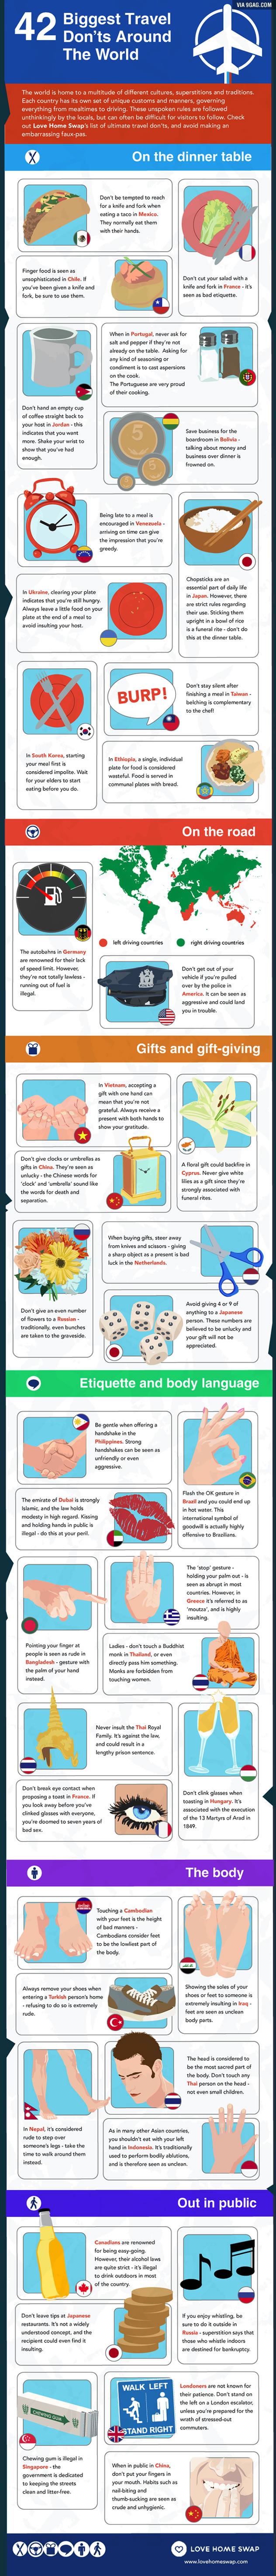 VIA 9GAG.COM
42 Biggest Travel
Don'ts Around
The World
The world is home to a multitude of different cultures, superstitions and traditions.
Each country has its own set of unique customs and manners, governing
everything from mealtimes to driving. These unspoken rules are followed
unthinkingly by the locals, but can often be difficult for visitors to follow. Check
out Love Home Swap's list of ultimate travel don'ts, and avoid making an
embarrassing faux-pas.
On the dinner table
Don't be tempted to reach
for a knife and fork when
eating a taco in Mexico.
They normally eat them
with their hands.
Don't cut your salad with a
knife and fork in France - it's
seen as bad etiquette.
Finger food is seen as
unsophisticated in Chile. If
you've been given a knife and
fork, be sure to use them.
When in Portugal, never ask for
salt and pepper if they're not
already on the table. Asking for
any kind of seasoning or
condiment is to cast aspersions
on the cook.
The Portuguese are very proud
of their cooking.
Don't hand an empty cup
of coffee straight back to
your host in Jordan - this
indicates that you want
more. Shake your wrist to
show that you've had
enough.
5
Save business for the
boardroom in Bolivia -
talking about money and
business over dinner is
frowned on.
Being late to a meal is
encouraged in Venezuela -
arriving on time can give
the impression that you're
greedy.
Chopsticks are an
essential part of daily life
in Japan. However, there
are strict rules regarding
their use. Sticking them
upright in a bowl of rice
is a funeral rite - don't do
this at the dinner table.
In Ukraine, clearing your plate
indicates that you're still hungry.
Always leave a little food on your
plate at the end of a meal to
avoid insulting your host.
BURP!
Don't stay silent after
finishing a meal in Taiwan -
belching is complementary
to the chef!
In South Korea, starting
your meal first is
considered impolite. Wait
for your elders to start
eating before you do.
In Ethiopia, a single, individual
plate for food is considered
wasteful. Food is served in
communal plates with bread.
On the road
The autobahns in Germany
are renowned for their lack
of speed limit. However,
they're not totally lawless -
running out of fuel is
illegal.
left driving countries
right driving countries
Don't get out of your
vehicle if you're pulled
over by the police in
America. It can be seen as
aggressive and could land
you in trouble.
Gifts and gift-giving
In Vietnam, accepting a
gift with one hand can
mean that you're not
grateful. Always receive a
present with both hands to
show your gratitude.
A floral gift could backfire in
Cyprus. Never give white
lilies as a gift since they're
strongly associated with
funeral rites.
Don't give clocks or umbrellas as
gifts in China. They're seen as
unlucky - the Chinese words for
'clock' and 'umbrella' sound like
the words for death and
separation.
When buying gifts, steer away
from knives and scissors - giving
a sharp object as a present is bad
luck in the Netherlands.
Don't give an even number
of flowers to a Russian -
traditionally, even bunches
are taken to the graveside.
Avoid giving 4 or 9 of
anything to a Japanese
person. These numbers are
believed to be unlucky and
your gift will not be
appreciated.
Etiquette and body language
Be gentle when offering a
handshake in the
Philippines. Strong
handshakes can be seen as
unfriendly or even
aggressive.
Flash the OK gesture in
Brazil and you could end up
in hot water. This
international symbol of
goodwill is actually highly
offensive to Brazilians.
The emirate of Dubai is strongly
Islamic, and the law holds
modesty in high regard. Kissing
and holding hands in public is
illegal - do this at your peril.
The 'stop' gesture -
holding your palm out - is
seen as abrupt in most
countries. However, in
Greece it's referred to as
'moutza', and is highly
insulting.
Pointing your finger at
people is seen as rude in
Bangladesh - gesture with
the palm of your hand
instead.
Ladies - don't touch a Buddhist
monk in Thailand, or even
directly pass him something.
Monks are forbidden from
touching women.
Never insult the Thai Royal
Family. It's against the law,
and could result in a
lengthy prison sentence.
Don't break eye contact when
proposing a toast in France. If
you look away before you've
clinked glasses with everyone,
you're doomed to seven years of
bed sex.
Don't clink glasses when
toasting in Hungary. It's
associated with the execution
of the 13 Martyrs of Arad in
1849.
The body
Touching a Cambodian
with your feet is the height
of bad manners -
Cambodians consider feet
to be the lowliest part of
the body.
Showing the soles of your
shoes or feet to someone is
extremely insulting in Iraq -
feet are seen as unclean
body parts.
Always remove your shoes when
entering a Turkish person's home
- refusing to do so is extremely
rude.
The head is considered to
be the most sacred part of
the body. Don't touch any
Thai person on the head -
not even small children.
In Nepal, it's considered
rude to step over
someone's legs - take the
time to walk around them
instead.
As in many other Asian countries,
you shouldn't eat with your left
hand in Indonesia. It's traditionally
used to perform bodily ablutions,
and is therefore seen as unclean.
Out in public
Canadians are renowned
for being easy-going.
However, their alcohol laws
are quite strict - it's illegal
to drink outdoors in most
of the country.
If you enjoy whistling, be
sure to do it outside in
Russia - superstition says that
those who whistle indoors
are destined for bankruptcy.
Don't leave tips at Japanese
restaurants. It's not a widely
understood concept, and the
recipient could even find it
insulting.
WALK LEFT
STAND RIGHT
Londoners are not known for
their patience. Don't stand on
the left on a London escalator,
unless you're prepared for the
wrath of stressed-out
commuters.
CHEWING GUM
Chewing gum is illegal in
Singapore - the
government is dedicated
to keeping the streets
clean and litter-free.
When in public in China,
don't put your fingers in
your mouth. Habits such as
nail-biting and
thumb-sucking are seen as
crude and unhygienic.
LOVE HOME SWAP
www.lovehomeswap.com